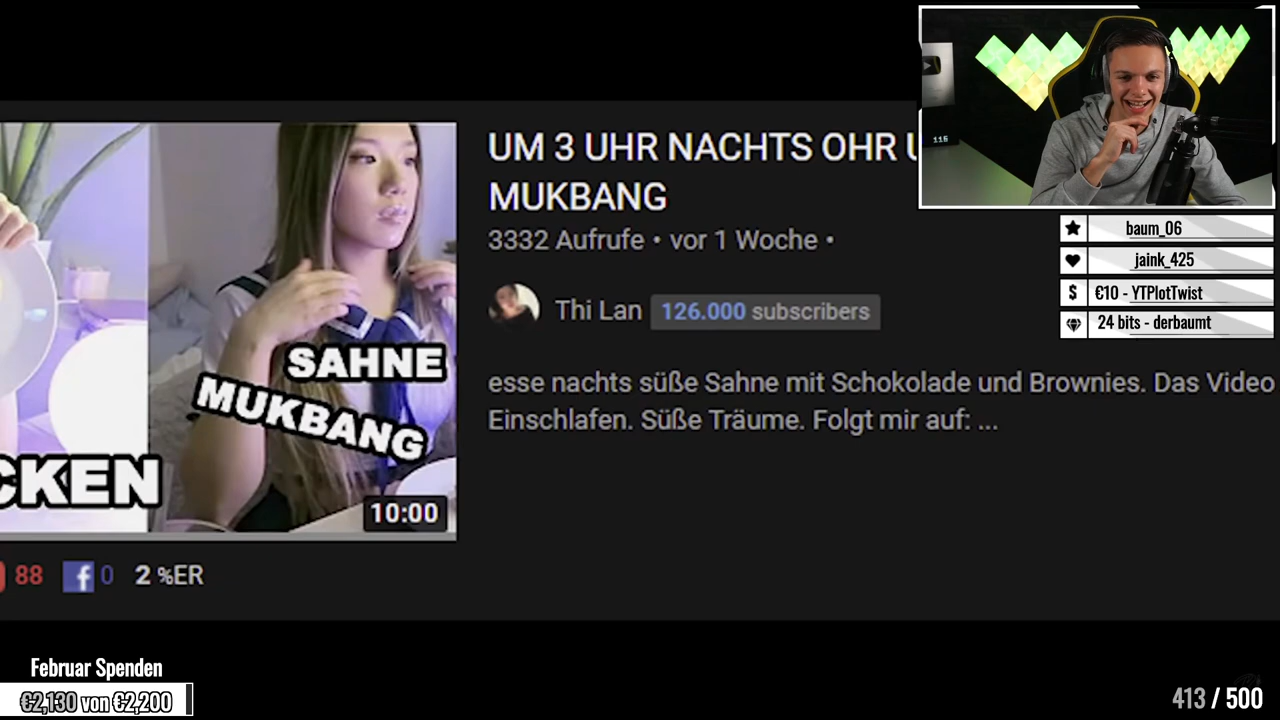 UM 3 UHR NACHTS OHR
MUKBANG
3332 Aufrufe • vor 1 Woche •
Thi Lan 126.000 subscribers
esse nachts süße Sahne mit Schokolade und Brownies. Das Video
Einschlafen. Süße Träume. Folgt mir auf: ...
SAHNE
MUKBANG
CKEN
10:00
88 f 0 2 %ER
115
baum_06
jaink_425
$ €10 - YTPlotTwist
24 bits - derbaumt
Februar Spenden
€2,130 von €2,200
413 / 500